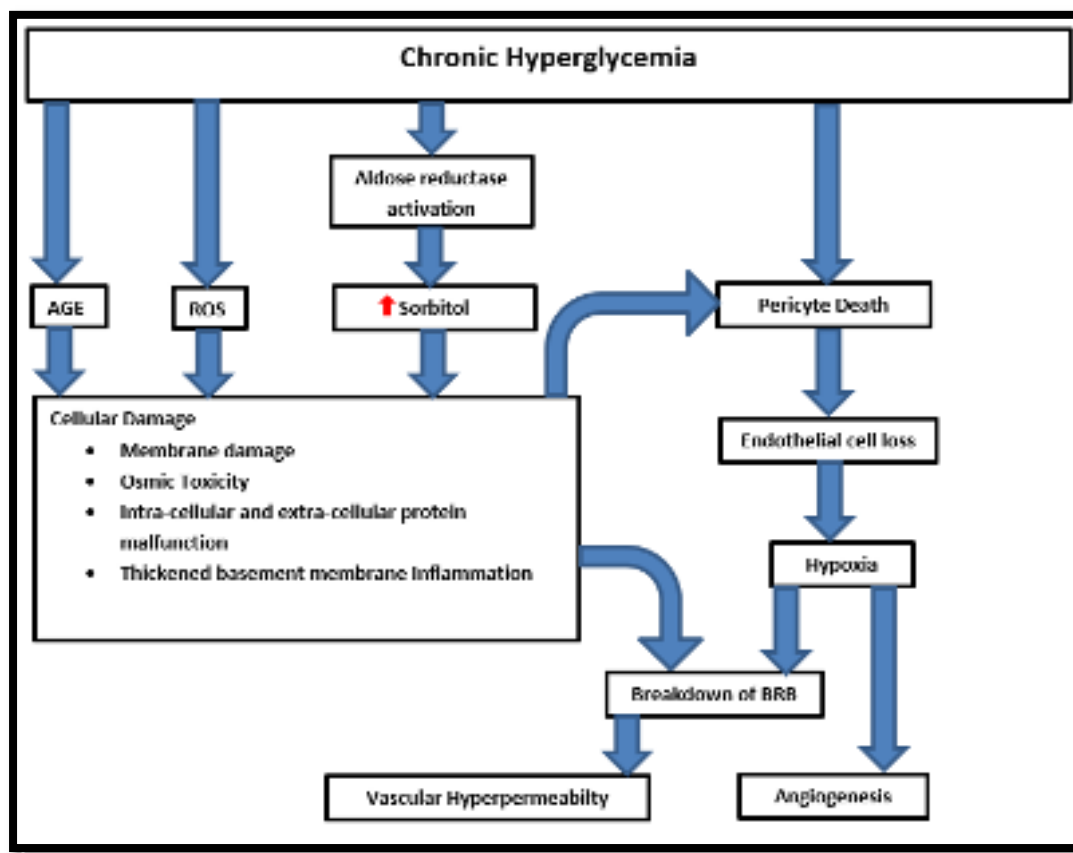 Chronic Hyperglycemia
Aldose reductase
activation
AGE
ROS
Sorbitol
Pericyte Death
Cellular Damage
• Membrane damage
• Osmic Toxicity
• Intra-cellular and extra-cellular protein
malfunction
• Thickened basement membrane Inflammation
Endothelial cell loss
Hypoxia
Breakdown of BRB
Vascular Hyperpermeabilty
Angiogenesis